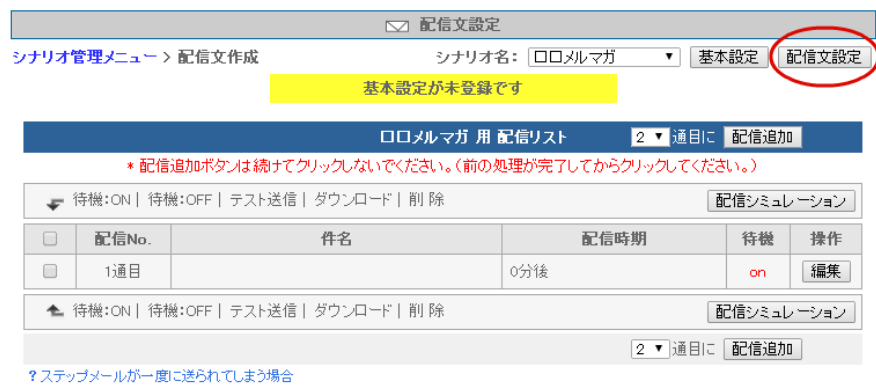 配信文設定
シナリオ管理メニュー > 配信文作成 シナリオ名： 口口メルマガ ▼ 基本設定 配信文設定
基本設定が未登録です
口口メルマガ 用 配信リスト 2 ▼ 通目に 配信追加
* 配信追加ボタンは続けてクリックしないでください。（前の処理が完了してからクリックしてください。）
待機：ON | 待機：OFF | テスト送信 | ダウンロード | 削 除 配信シミュレーション
配信No. 件名 配信時期 待機 操作
1通目 0分後 on 編集
待機：ON | 待機：OFF | テスト送信 | ダウンロード | 削 除 配信シミュレーション
2 ▼ 通目に 配信追加
? ステップメールが一度に送られてしまう場合